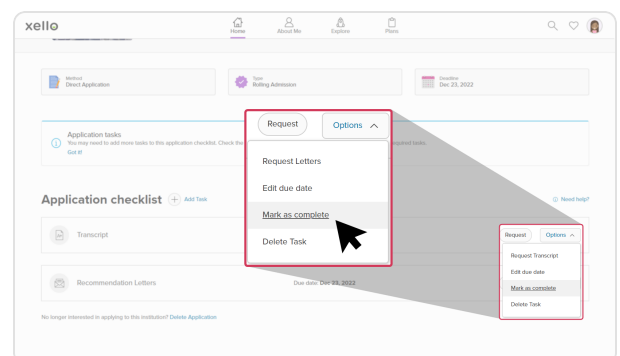 xello
Home
About Me
Explore
Plans
Method
Direct Application
Type
Rolling Admission
Deadline
Dec 23, 2022
Application tasks
You may need to add more tasks to this application checklist. Check the
quired tasks.
Got it!
Request
Options
Request Letters
Edit due date
Mark as complete
Delete Task
Application checklist
Add Task
Need help?
Transcript
Request
Options
Request Transcript
Edit due date
Mark as complete
Delete Task
Recommendation Letters
Due date: Dec 23, 2022
No longer interested in applying to this institution? Delete Application